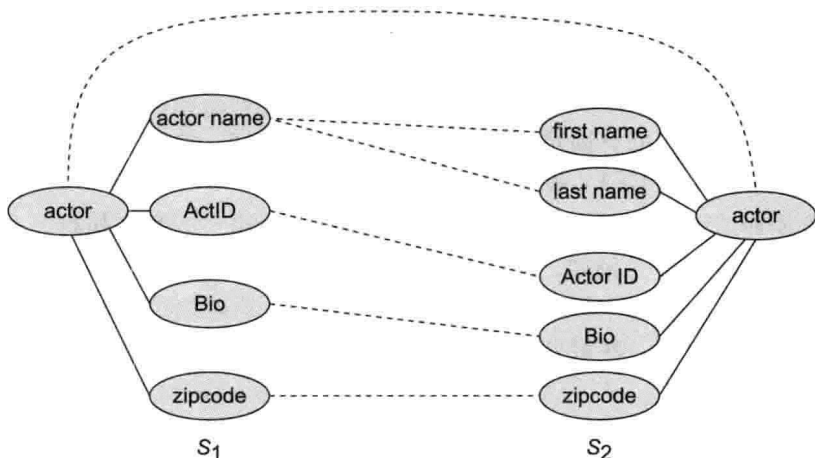 actor name
first name
last name
actor
ActID
actor
Actor ID
Bio
Bio
zipcode
zipcode
S1
S2